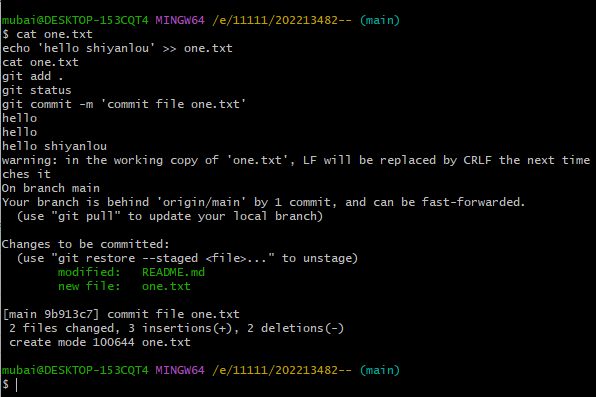 mubai@DESKTOP-153CQT4 MINGW64 /e/11111/202213482-- (main)
$ cat one.txt
echo 'hello shiyanlou' >> one.txt
cat one.txt
git add .
git status
git commit -m 'commit file one.txt'
hello
hello
hello shiyanlou
warning: in the working copy of 'one.txt', LF will be replaced by CRLF the next time
ches it
On branch main
Your branch is behind 'origin/main' by 1 commit, and can be fast-forwarded.
(use "git pull" to update your local branch)
Changes to be committed:
(use "git restore --staged <file>..." to unstage)
modified: README.md
new file: one.txt
[main 9b913c7] commit file one.txt
2 files changed, 3 insertions(+), 2 deletions(-)
create mode 100644 one.txt
mubai@DESKTOP-153CQT4 MINGW64 /e/11111/202213482-- (main)
$